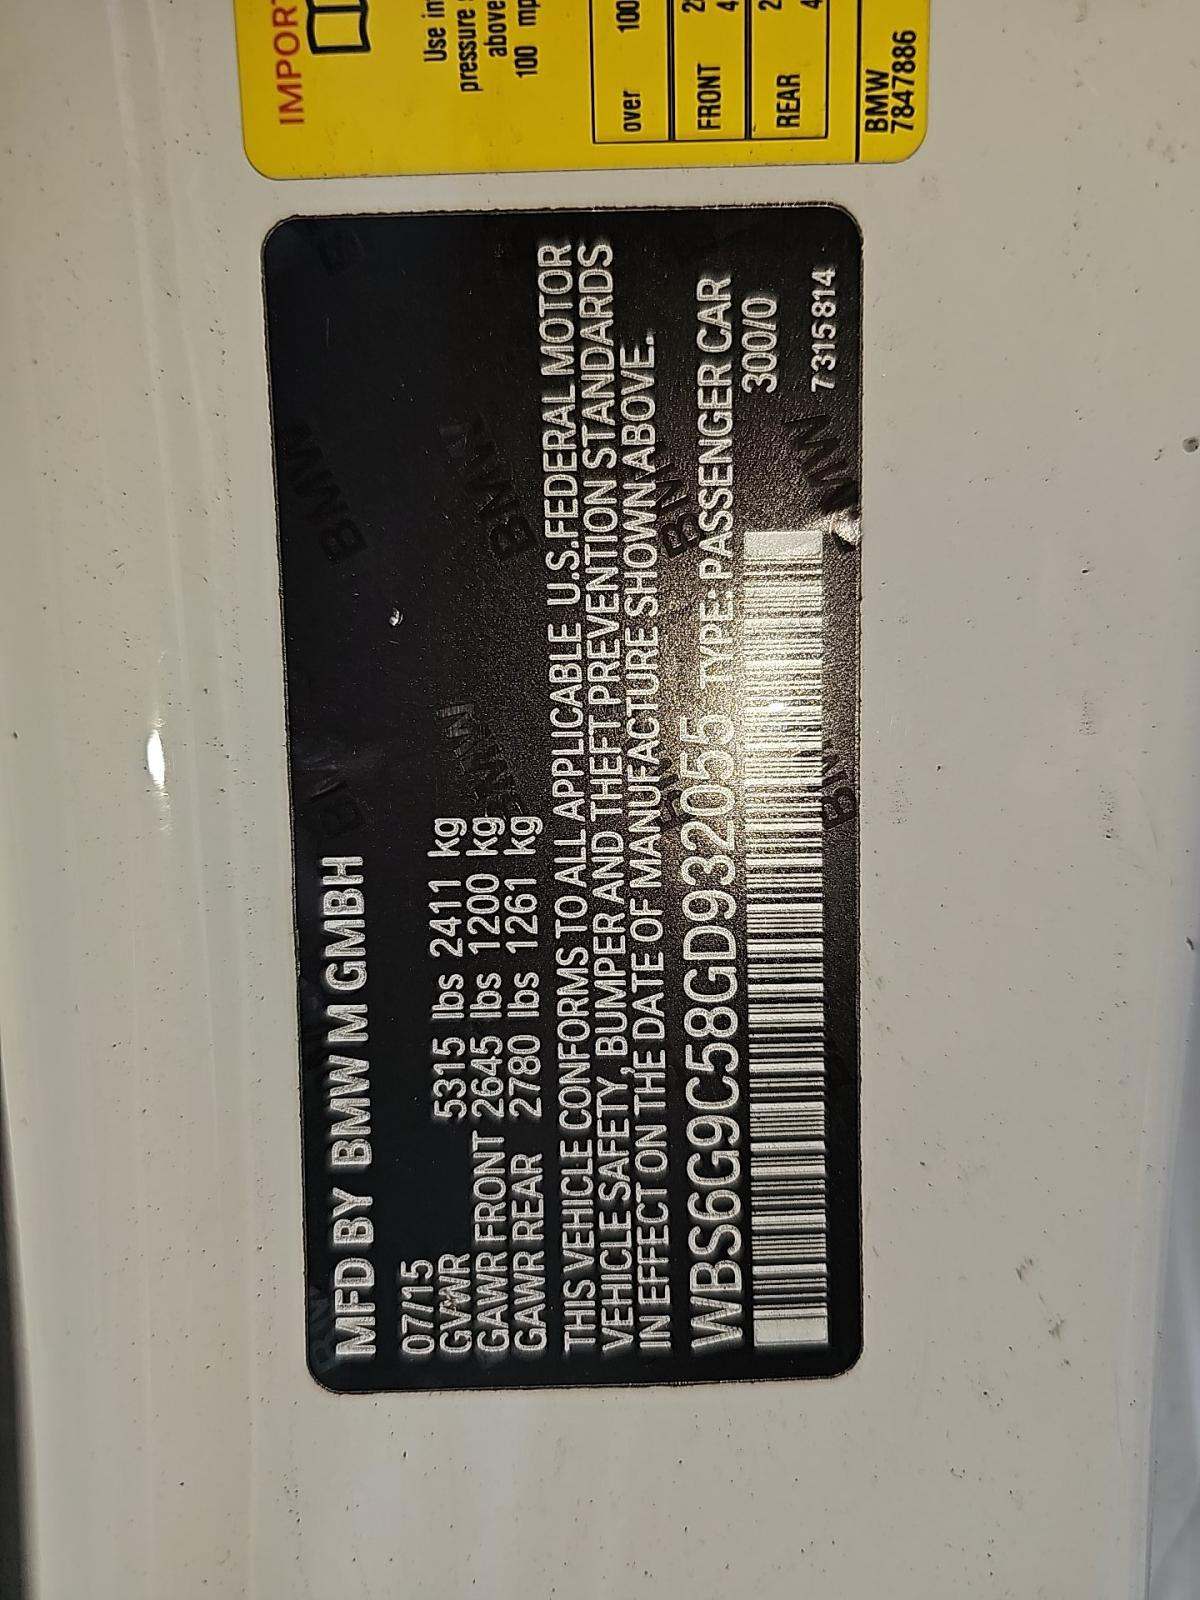 MFD BY BMW M GMBH
07/15
GVWR 5315 lbs 2411 kg
GAWR FRONT 2645 lbs 1200 kg
GAWR REAR 2780 lbs 1261 kg
THIS VEHICLE CONFORMS TO ALL APPLICABLE U.S.FEDERAL MOTOR
VEHICLE SAFETY, BUMPER AND THEFT PREVENTION STANDARDS
IN EFFECT ON THE DATE OF MANUFACTURE SHOWN ABOVE.
WBS6G9C58GD932055 TYPE: PASSENGER CAR
300/0
7 315 814
Use in
pressure
above
100 mp
over 100
FRONT
4
REAR
4
BMW
7847886